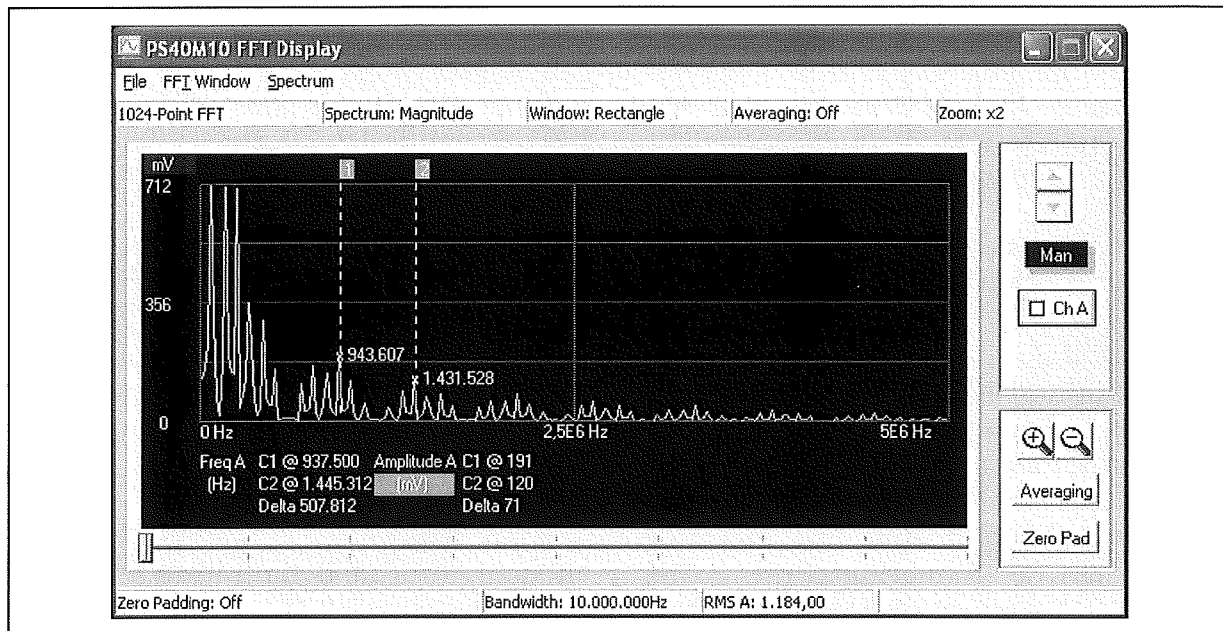 PS40M10 FFT Display
File FFT Window Spectrum
1024-Point FFT Spectrum: Magnitude Window: Rectangle Averaging: Off Zoom: x2
mV
712
1 2
356
943.607
1.431.528
0
0 Hz 2,5E6 Hz 5E6 Hz
Freq A C1 @ 937.500 Amplitude A C1 @ 191
(Hz) C2 @ 1.445.312 (mV) C2 @ 120
Delta 507.812 Delta 71
Man
Ch A
Averaging
Zero Pad
Zero Padding: Off Bandwidth: 10.000.000Hz RMS A: 1.184,00